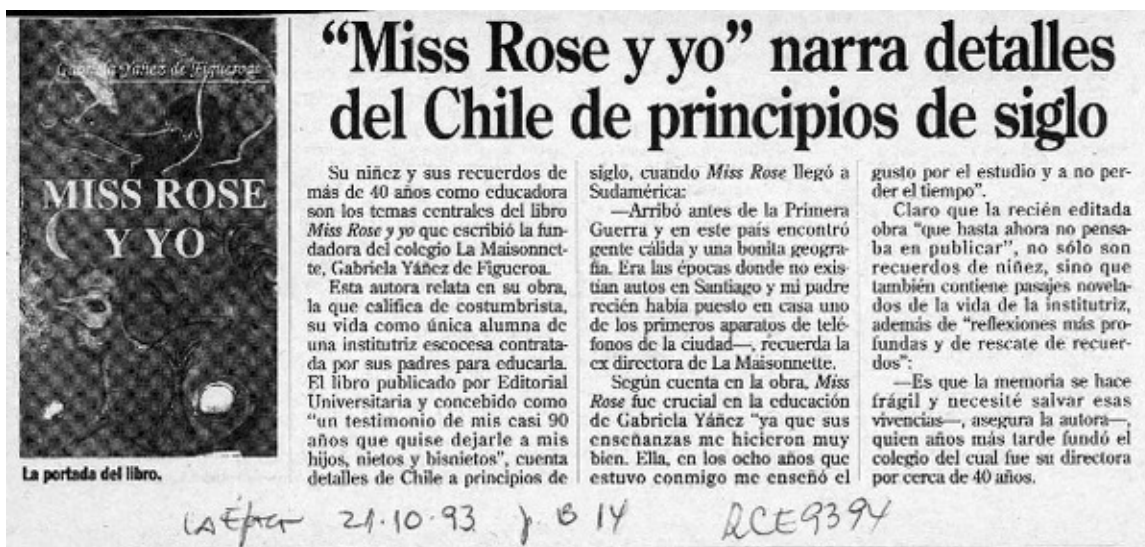 Gabriela Yáñez de Figueroa
MISS ROSE
Y YO
La portada del libro.
“Miss Rose y yo” narra detalles
del Chile de principios de siglo
Su niñez y sus recuerdos de
más de 40 años como educadora
son los temas centrales del libro
Miss Rose y yo que escribió la fun-
dadora del colegio La Maisonnet-
te, Gabriela Yáñez de Figueroa.
Esta autora relata en su obra,
la que califica de costumbrista,
su vida como única alumna de
una institutriz escocesa contrata-
da por sus padres para educarla.
El libro publicado por Editorial
Universitaria y concebido como
“un testimonio de mis casi 90
años que quise dejarle a mis
hijos, nietos y bisnietos”, cuenta
detalles de Chile a principios de
siglo, cuando Miss Rose llegó a
Sudamérica:
—Arribó antes de la Primera
Guerra y en este país encontró
gente cálida y una bonita geogra-
fía. Era las épocas donde no exis-
tían autos en Santiago y mi padre
recién había puesto en casa uno
de los primeros aparatos de telé-
fonos de la ciudad—, recuerda la
ex directora de La Maisonnette.
Según cuenta en la obra, Miss
Rose fue crucial en la educación
de Gabriela Yáñez “ya que sus
enseñanzas me hicieron muy
bien. Ella, en los ocho años que
estuvo conmigo me enseñó el
gusto por el estudio y a no per-
der el tiempo”.
Claro que la recién editada
obra “que hasta ahora no pensa-
ba en publicar”, no sólo son
recuerdos de niñez, sino que
también contiene pasajes novela-
dos de la vida de la institutriz,
además de “reflexiones más pro-
fundas y de rescate de recuer-
dos”:
—Es que la memoria se hace
frágil y necesité salvar esas
vivencias—, asegura la autora—,
quien años más tarde fundó el
colegio del cual fue su directora
por cerca de 40 años.
LA Época 21.10.93 p B 14 RCE9394